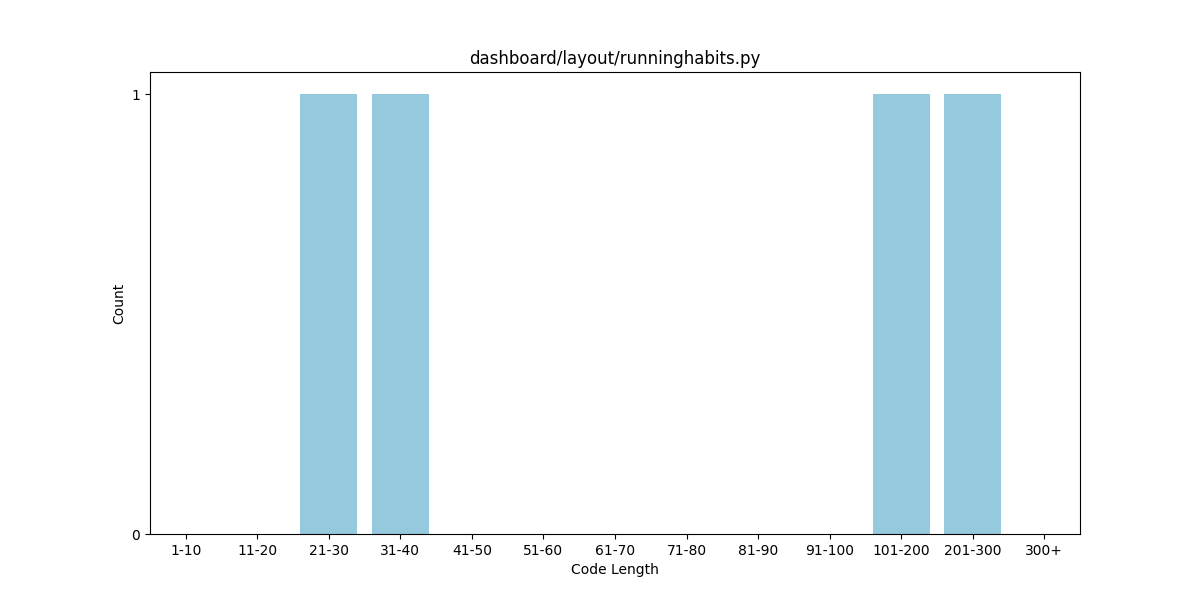 dashboard/layout/runninghabits.py
1
Count
0
1-10 11-20 21-30 31-40 41-50 51-60 61-70 71-80 81-90 91-100 101-200 201-300 300+
Code Length